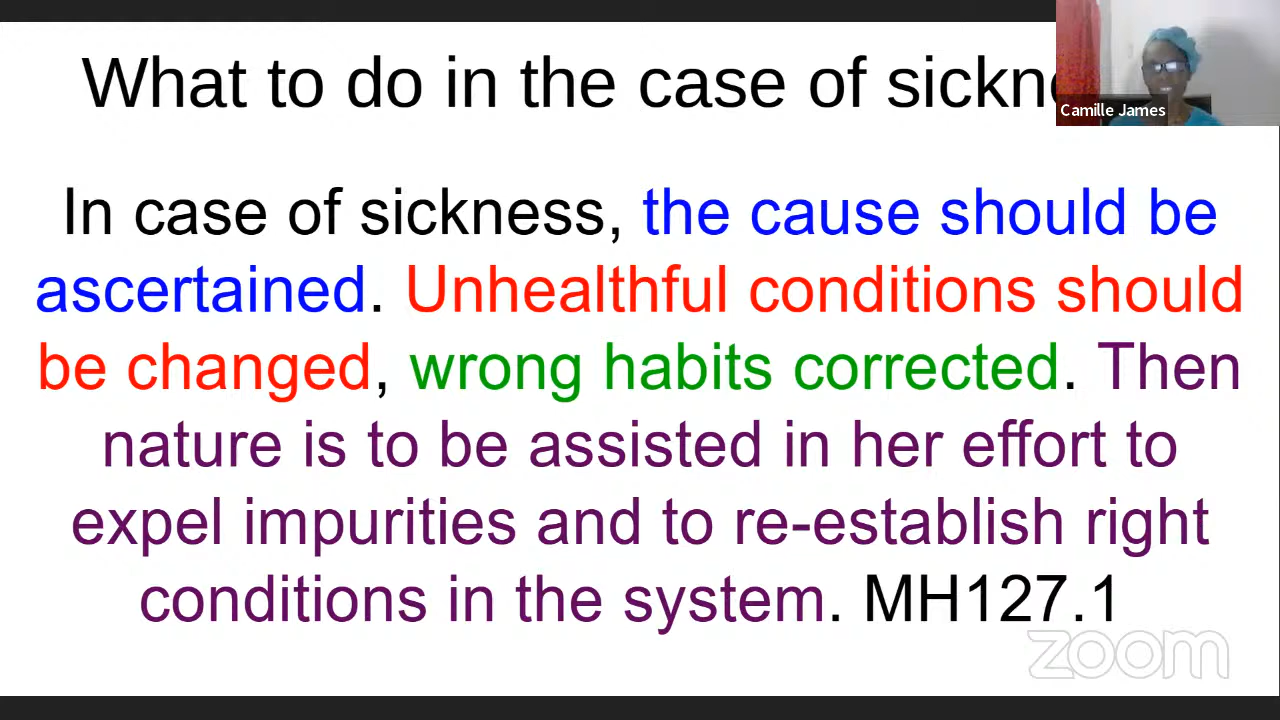 What to do in the case of
Camille James
In case of sickness, the cause should be
ascertained. Unhealthful conditions should
be changed, wrong habits corrected. Then
nature is to be assisted in her effort to
expel impurities and to re-establish right
conditions in the system. MH127.1
zoom